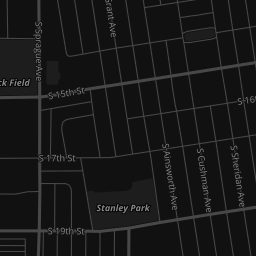 S Sprague Ave
Grant Ave
ck Field
S 15th St
S 16
S 17th St
S Ainsworth Ave
S Cushman Ave
S Sheridan Ave
Stanley Park
S 19th St